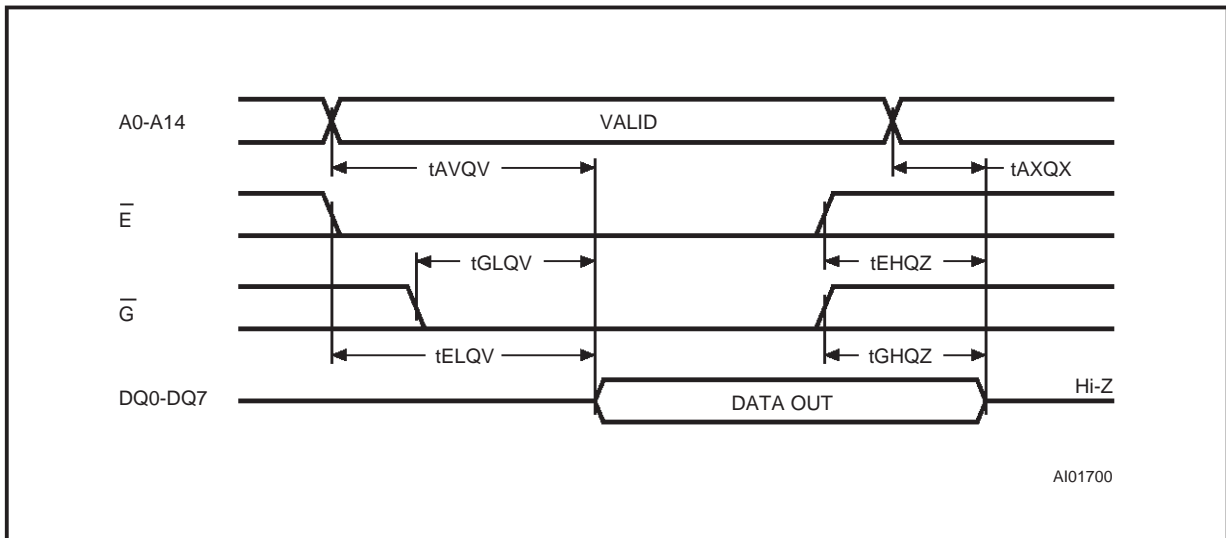 A0-A14
VALID
tAVQV
tAXQX
E̅
tGLQV
tEHQZ
G̅
tELQV
tGHQZ
DQ0-DQ7
DATA OUT
Hi-Z
AI01700